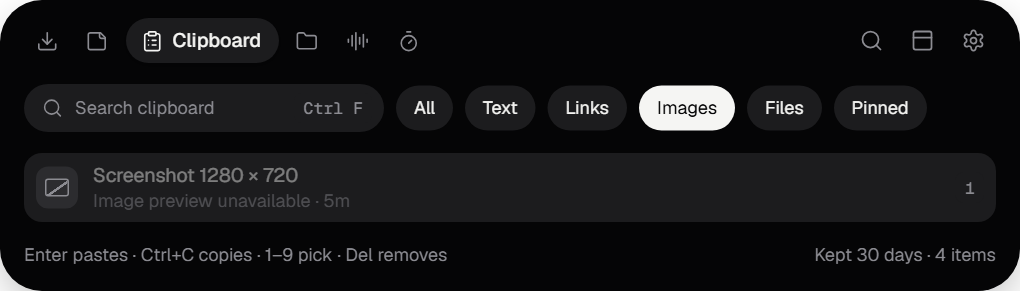 Clipboard
Search clipboard Ctrl F All Text Links Images Files Pinned
Screenshot 1280 × 720
Image preview unavailable · 5m
1
Enter pastes · Ctrl+C copies · 1–9 pick · Del removes Kept 30 days · 4 items